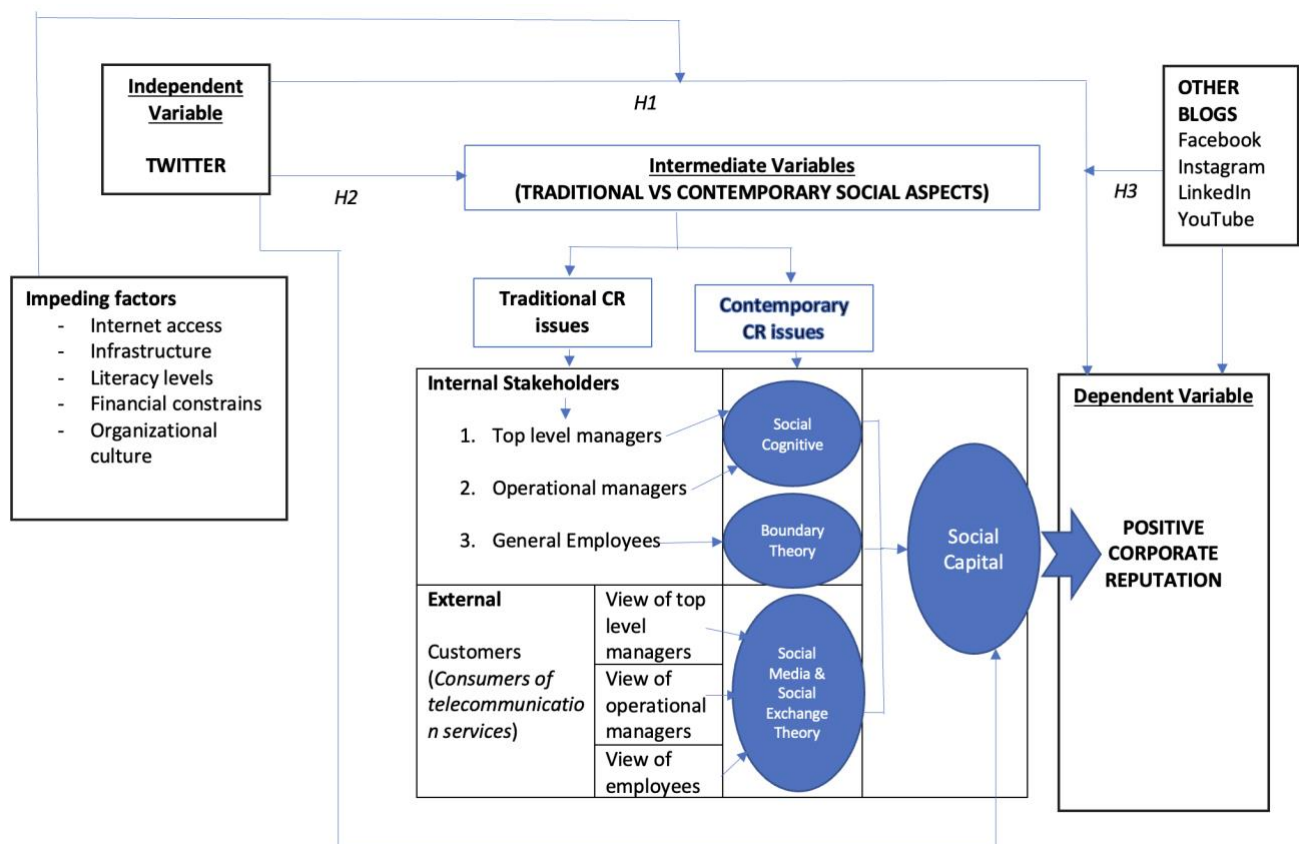 Independent
Variable
TWITTER
H1
H2
Intermediate Variables
(TRADITIONAL VS CONTEMPORARY SOCIAL ASPECTS)
H3
OTHER
BLOGS
Facebook
Instagram
LinkedIn
YouTube
Impeding factors
- Internet access
- Infrastructure
- Literacy levels
- Financial constrains
- Organizational
culture
Traditional CR
issues
Contemporary
CR issues
Internal Stakeholders
1. Top level managers
2. Operational managers
3. General Employees
Social
Cognitive
Boundary
Theory
External
Customers
(Consumers of
telecommunicatio
n services)
View of top
level
managers
View of
operational
managers
View of
employees
Social
Media &
Social
Exchange
Theory
Social
Capital
Dependent Variable
POSITIVE
CORPORATE
REPUTATION